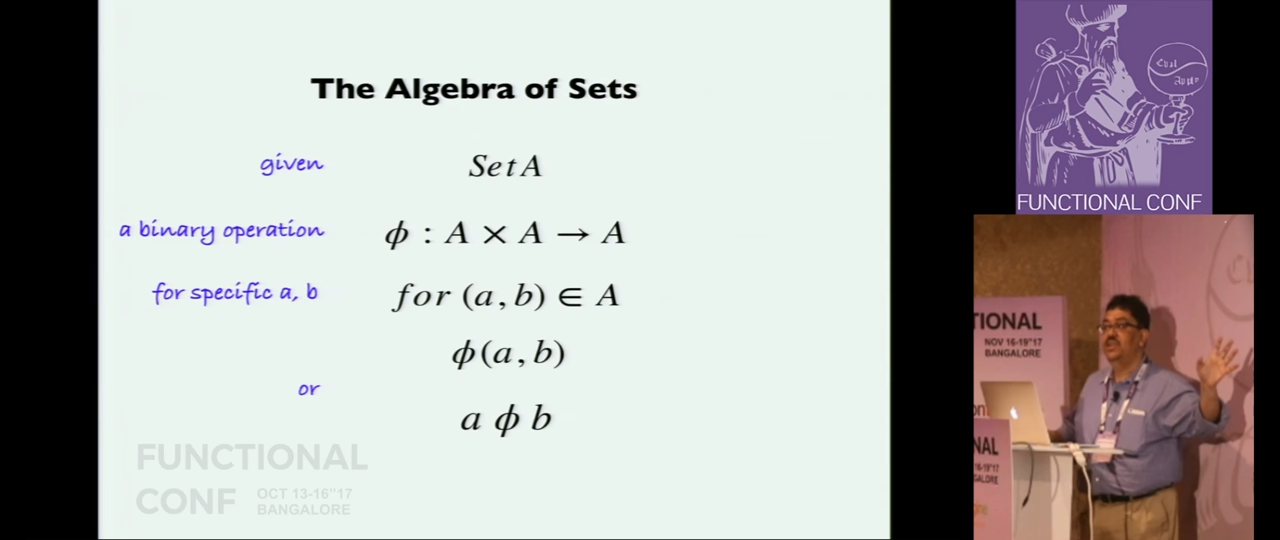 The Algebra of Sets
given Set A
a binary operation ϕ : A × A → A
for specific a, b for (a, b) ∈ A
ϕ(a, b)
or
a ϕ b
FUNCTIONAL
CONF OCT 13-16"17
BANGALORE
FUNCTIONAL CONF
TIONAL
NOV 16-19"17
BANGALORE
NAL